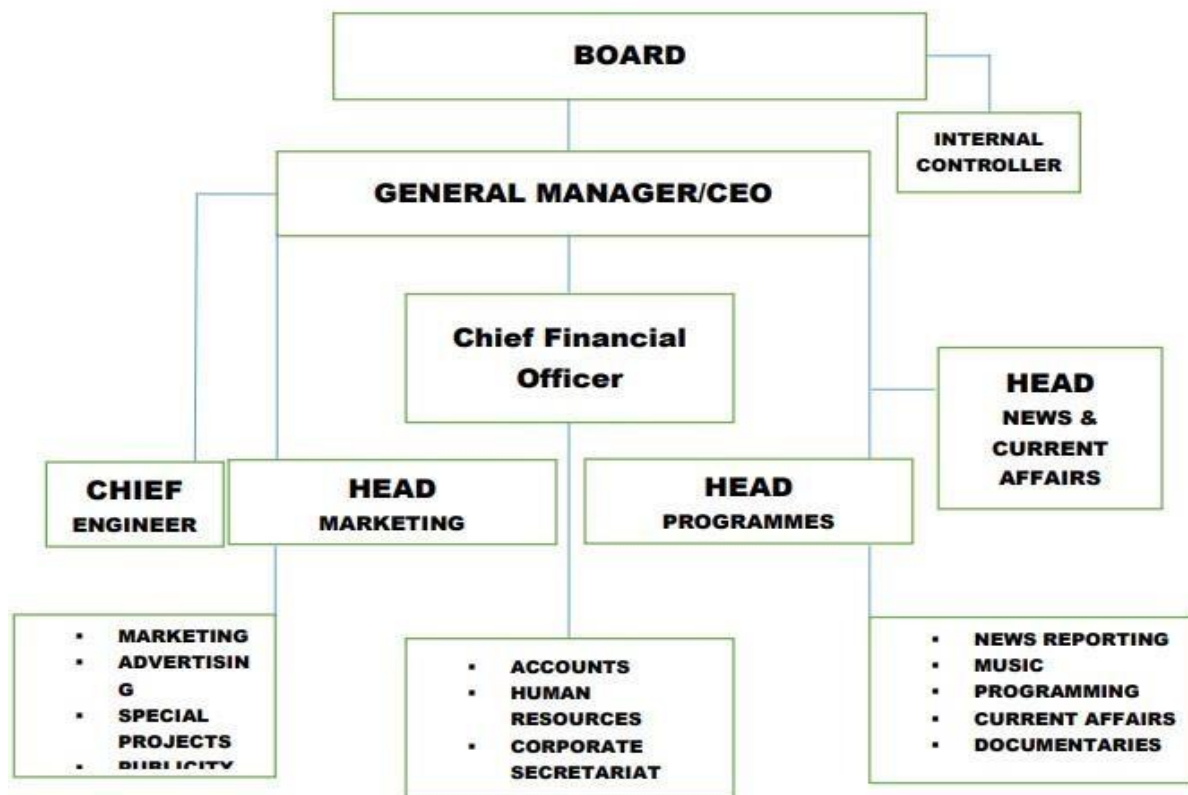 BOARD
INTERNAL
CONTROLLER
GENERAL MANAGER/CEO
Chief Financial
Officer
HEAD
NEWS &
CURRENT
AFFAIRS
CHIEF
ENGINEER
HEAD
MARKETING
HEAD
PROGRAMMES
▪ MARKETING
▪ ADVERTISIN
G
▪ SPECIAL
PROJECTS
▪ PUBLICITY
▪ ACCOUNTS
▪ HUMAN
RESOURCES
▪ CORPORATE
SECRETARIAT
▪ NEWS REPORTING
▪ MUSIC
▪ PROGRAMMING
▪ CURRENT AFFAIRS
▪ DOCUMENTARIES